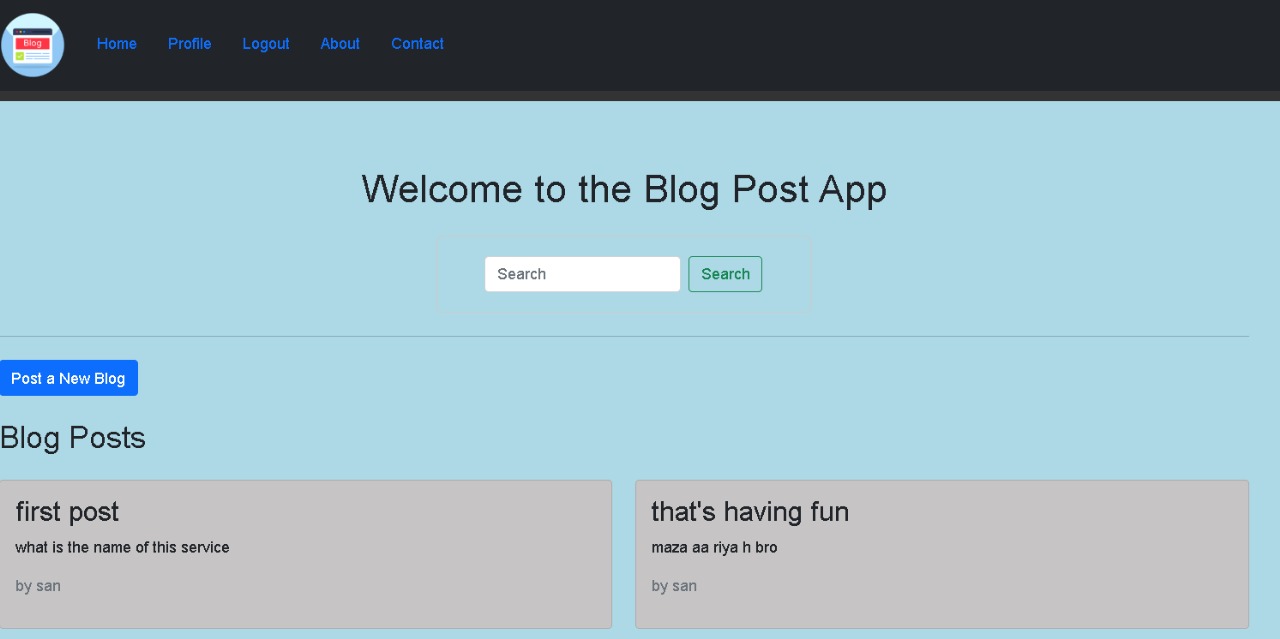 Blog
Home Profile Logout About Contact
Welcome to the Blog Post App
Search Search
Post a New Blog
Blog Posts
first post
what is the name of this service
by san
that's having fun
maza aa riya h bro
by san